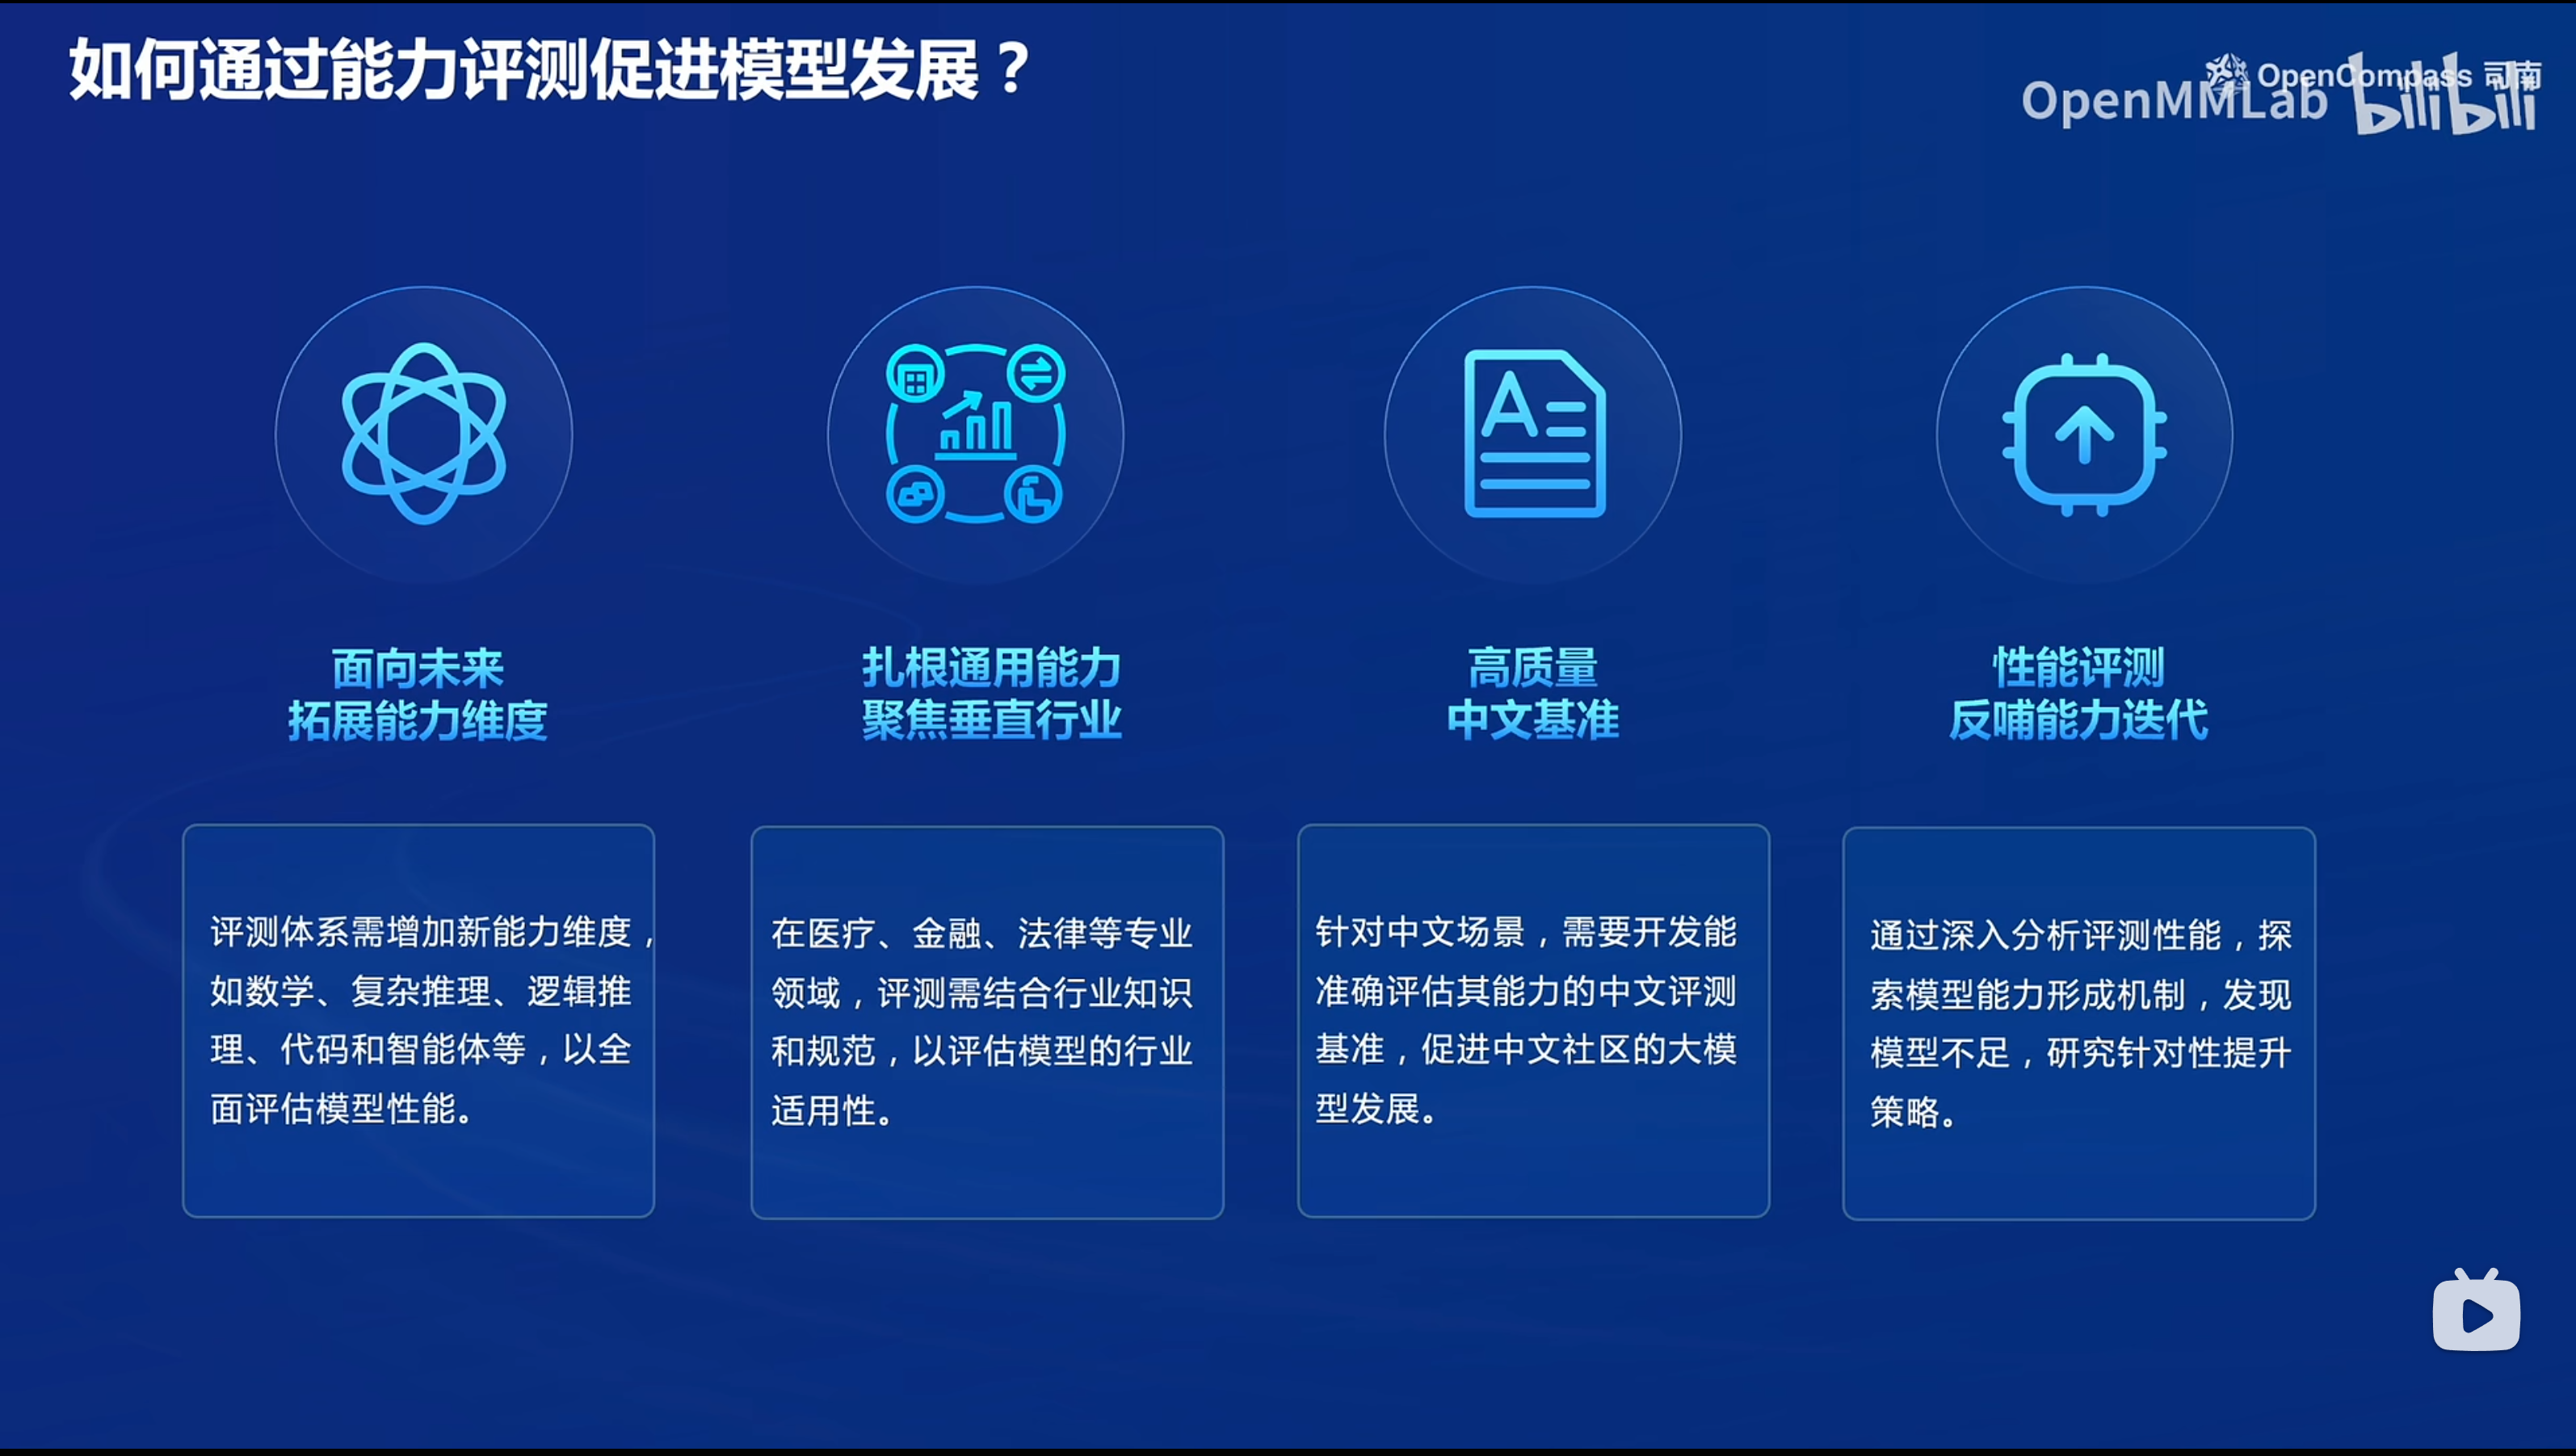 如何通过能力评测促进模型发展？
OpenCompass 司南
OpenMMLab bilibili
面向未来
拓展能力维度
扎根通用能力
聚焦垂直行业
高质量
中文基准
性能评测
反哺能力迭代
评测体系需增加新能力维度，
如数学、复杂推理、逻辑推
理、代码和智能体等，以全
面评估模型性能。
在医疗、金融、法律等专业
领域，评测需结合行业知识
和规范，以评估模型的行业
适用性。
针对中文场景，需要开发能
准确评估其能力的中文评测
基准，促进中文社区的大模
型发展。
通过深入分析评测性能，探
索模型能力形成机制，发现
模型不足，研究针对性提升
策略。